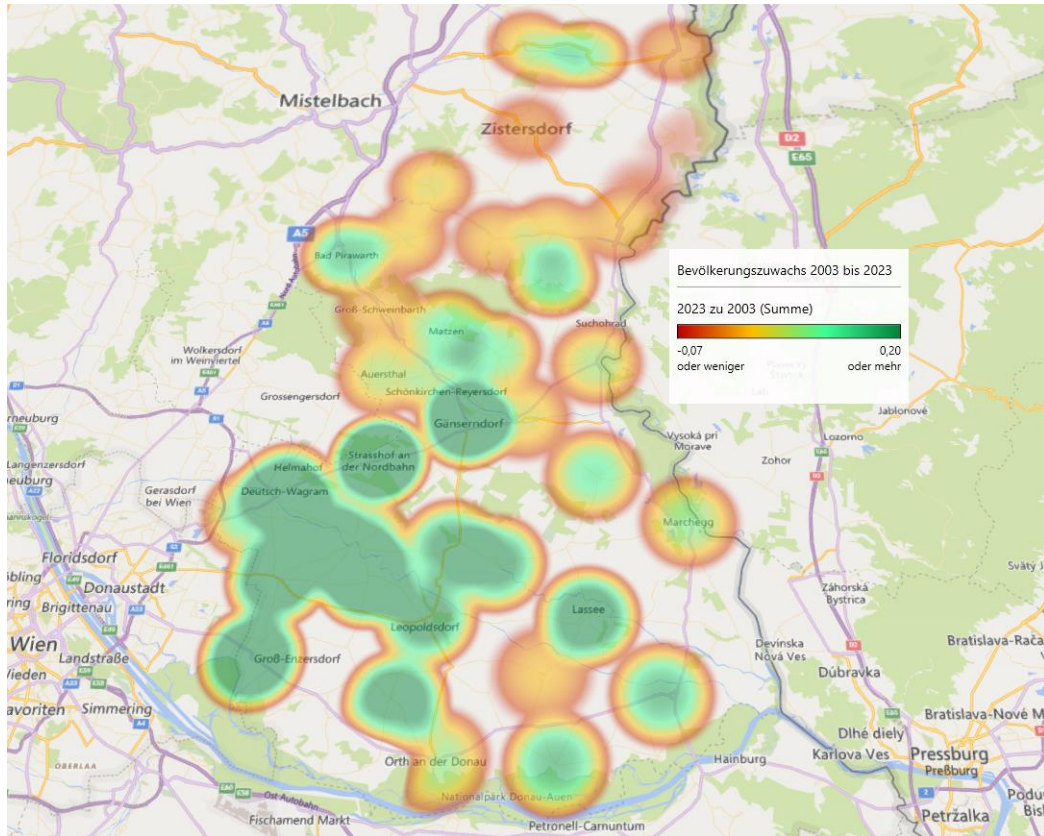 Mistelbach
Zistersdorf
D2
E65
A5
Bad Pirawarth
Nord Autobahn
Groß-Schweinbarth
Matzen
Suchohrad
Bevölkerungszuwachs 2003 bis 2023
2023 zu 2003 (Summe)
-0,07
oder weniger
0,20
oder mehr
Wolkersdorf
im Weinviertel
Auersthal
Schönkirchen-Reyersdorf
Grossengersdorf
Jablonové
Gänserndorf
Vysoká pri
Morave
Lozorno
Zohor
Langenzersdorf
Strasshof an
der Nordbahn
Helmahof
Deutsch-Wagram
Gerasdorf
bei Wien
Marchegg
Floridsdorf
Donaustadt
Brigittenau
Záhorská
Bystrica
Lassee
Leopoldsdorf
Wien
Landstraße
Groß-Enzersdorf
Devinska
Nová Ves
Bratislava-Rača
Dúbravka
Simmering
Bratislava-Nové M
Dlhé diely
Karlova Ves
Pressburg
Preßburg
Orth an der Donau
Hainburg
OBERLAA
Nationalpark Donau-Auen
Ost Autobahn
Fischamend Markt
Petronell-Carnuntum
Petržalka